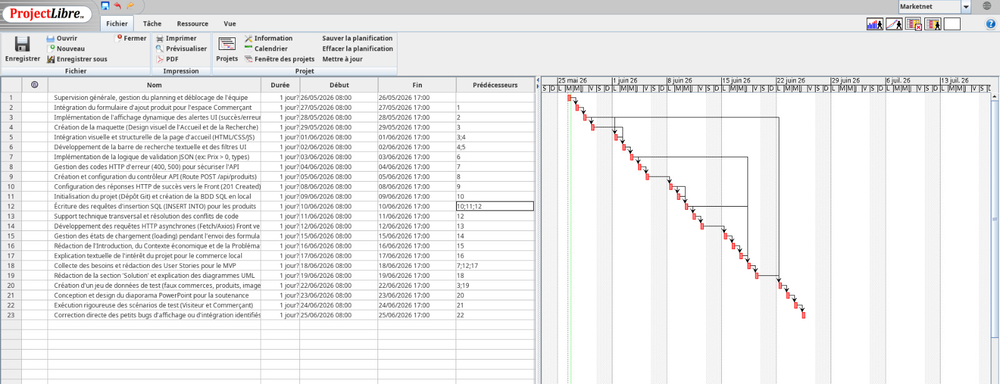 ProjectLibre™
Marketnet
Fichier Tâche Ressource Vue
Enregistrer
Ouvrir
Nouveau
Enregistrer sous
Fermer
Fichier
Imprimer
Prévisualiser
PDF
Impression
Projets
Information
Calendrier
Fenêtre des projets
Sauver la planification
Effacer la planification
Mettre à jour
Projet
Nom Durée Début Fin Prédécesseurs
1 Supervision générale, gestion du planning et déblocage de l'équipe 1 jour? 26/05/2026 08:00 26/05/2026 17:00
2 Intégration du formulaire d'ajout produit pour l'espace Commerçant 1 jour? 27/05/2026 08:00 27/05/2026 17:00 1
3 Implémentation de l'affichage dynamique des alertes UI (succès/erreur 1 jour? 28/05/2026 08:00 28/05/2026 17:00 2
4 Création de la maquette (Design visuel de l'Accueil et de la Recherche) 1 jour? 29/05/2026 08:00 29/05/2026 17:00 3
5 Intégration visuelle et structurelle de la page d'accueil (HTML/CSS/JS) 1 jour? 01/06/2026 08:00 01/06/2026 17:00 3;4
6 Développement de la barre de recherche textuelle et des filtres UI 1 jour? 02/06/2026 08:00 02/06/2026 17:00 4;5
7 Implémentation de la logique de validation JSON (ex: Prix > 0, types) 1 jour? 03/06/2026 08:00 03/06/2026 17:00 6
8 Gestion des codes HTTP d'erreur (400, 500) pour sécuriser l'API 1 jour? 04/06/2026 08:00 04/06/2026 17:00 7
9 Création et configuration du contrôleur API (Route POST /api/produits) 1 jour? 05/06/2026 08:00 05/06/2026 17:00 8
10 Configuration des réponses HTTP de succès vers le Front (201 Created) 1 jour? 08/06/2026 08:00 08/06/2026 17:00 9
11 Initialisation du projet (Dépôt Git) et création de la BDD SQL en local 1 jour? 09/06/2026 08:00 09/06/2026 17:00 10
12 Écriture des requêtes d'insertion SQL (INSERT INTO) pour les produits 1 jour? 10/06/2026 08:00 10/06/2026 17:00 10;11;12
13 Support technique transversal et résolution des conflits de code 1 jour? 11/06/2026 08:00 11/06/2026 17:00 12
14 Développement des requêtes HTTP asynchrones (Fetch/Axios) Front ve 1 jour? 12/06/2026 08:00 12/06/2026 17:00 13
15 Gestion des états de chargement (loading) pendant l'envoi des formula 1 jour? 15/06/2026 08:00 15/06/2026 17:00 14
16 Rédaction de l'Introduction, du Contexte économique et de la Probléma 1 jour? 16/06/2026 08:00 16/06/2026 17:00 15
17 Explication textuelle de l'intérêt du projet pour le commerce local 1 jour? 17/06/2026 08:00 17/06/2026 17:00 16
18 Collecte des besoins et rédaction des User Stories pour le MVP 1 jour? 18/06/2026 08:00 18/06/2026 17:00 7;12;17
19 Rédaction de la section 'Solution' et explication des diagrammes UML 1 jour? 19/06/2026 08:00 19/06/2026 17:00 18
20 Création d'un jeu de données de test (faux commerces, produits, image 1 jour? 22/06/2026 08:00 22/06/2026 17:00 3;19
21 Conception et design du diaporama PowerPoint pour la soutenance 1 jour? 23/06/2026 08:00 23/06/2026 17:00 20
22 Exécution rigoureuse des scénarios de test (Visiteur et Commerçant) 1 jour? 24/06/2026 08:00 24/06/2026 17:00 21
23 Correction directe des petits bugs d'affichage ou d'intégration identifiés 1 jour? 25/06/2026 08:00 25/06/2026 17:00 22
25 mai 26 1 juin 26 8 juin 26 15 juin 26 22 juin 26 29 juin 26 6 juil. 26 13 juil. 26
S D L M M J V S D L M M J V S D L M M J V S D L M M J V S D L M M J V S D L M M J V S D L M M J V S D L M M J V S D